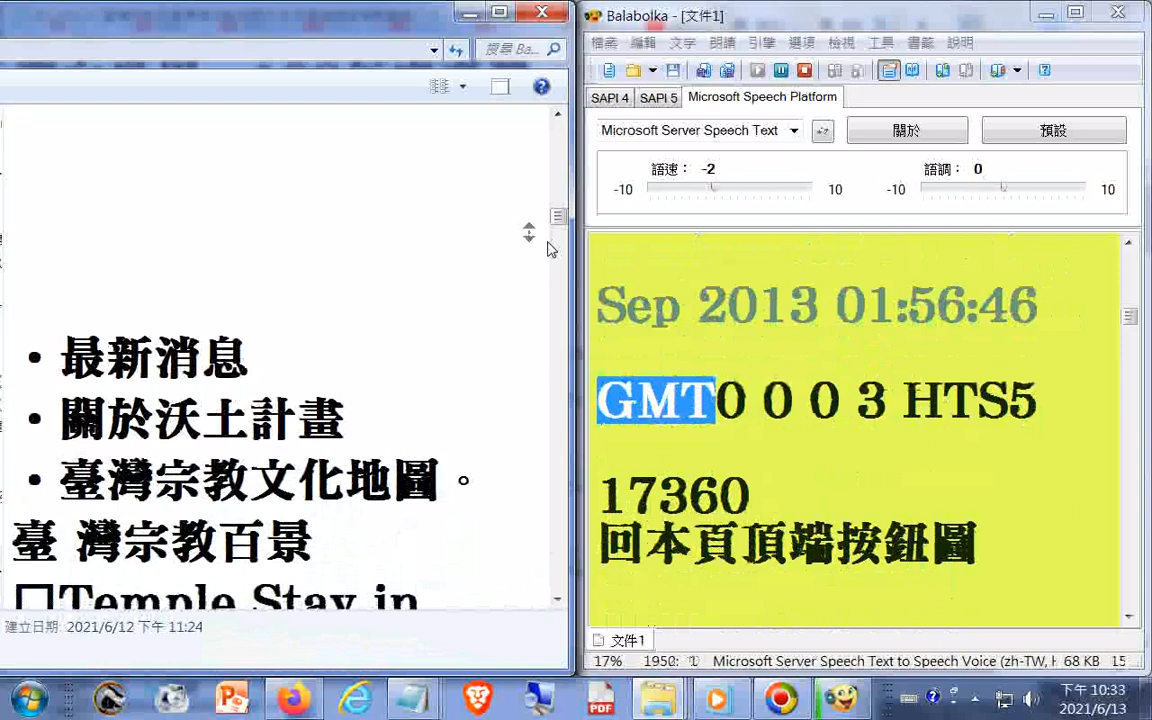 搜尋 Ba...
• 最新消息
• 關於沃土計畫
• 臺灣宗教文化地圖。
臺 灣宗教百景
□Temple Stay in
建立日期: 2021/6/12 下午 11:24
Balabolka - [文件1]
檔案 編輯 文字 朗讀 引擎 選項 檢視 工具 書籤 說明
SAPI 4 SAPI 5 Microsoft Speech Platform
Microsoft Server Speech Text 關於 預設
語速： -2 語調： 0
-10 10 -10 10
Sep 2013 01:56:46
GMT0 0 0 3 HTS5
17360
回本頁頂端按鈕圖
文件1
17% Microsoft Server Speech Text to Speech Voice (zh-TW, 68 KB 15
PDF
下午 10:33
2021/6/13